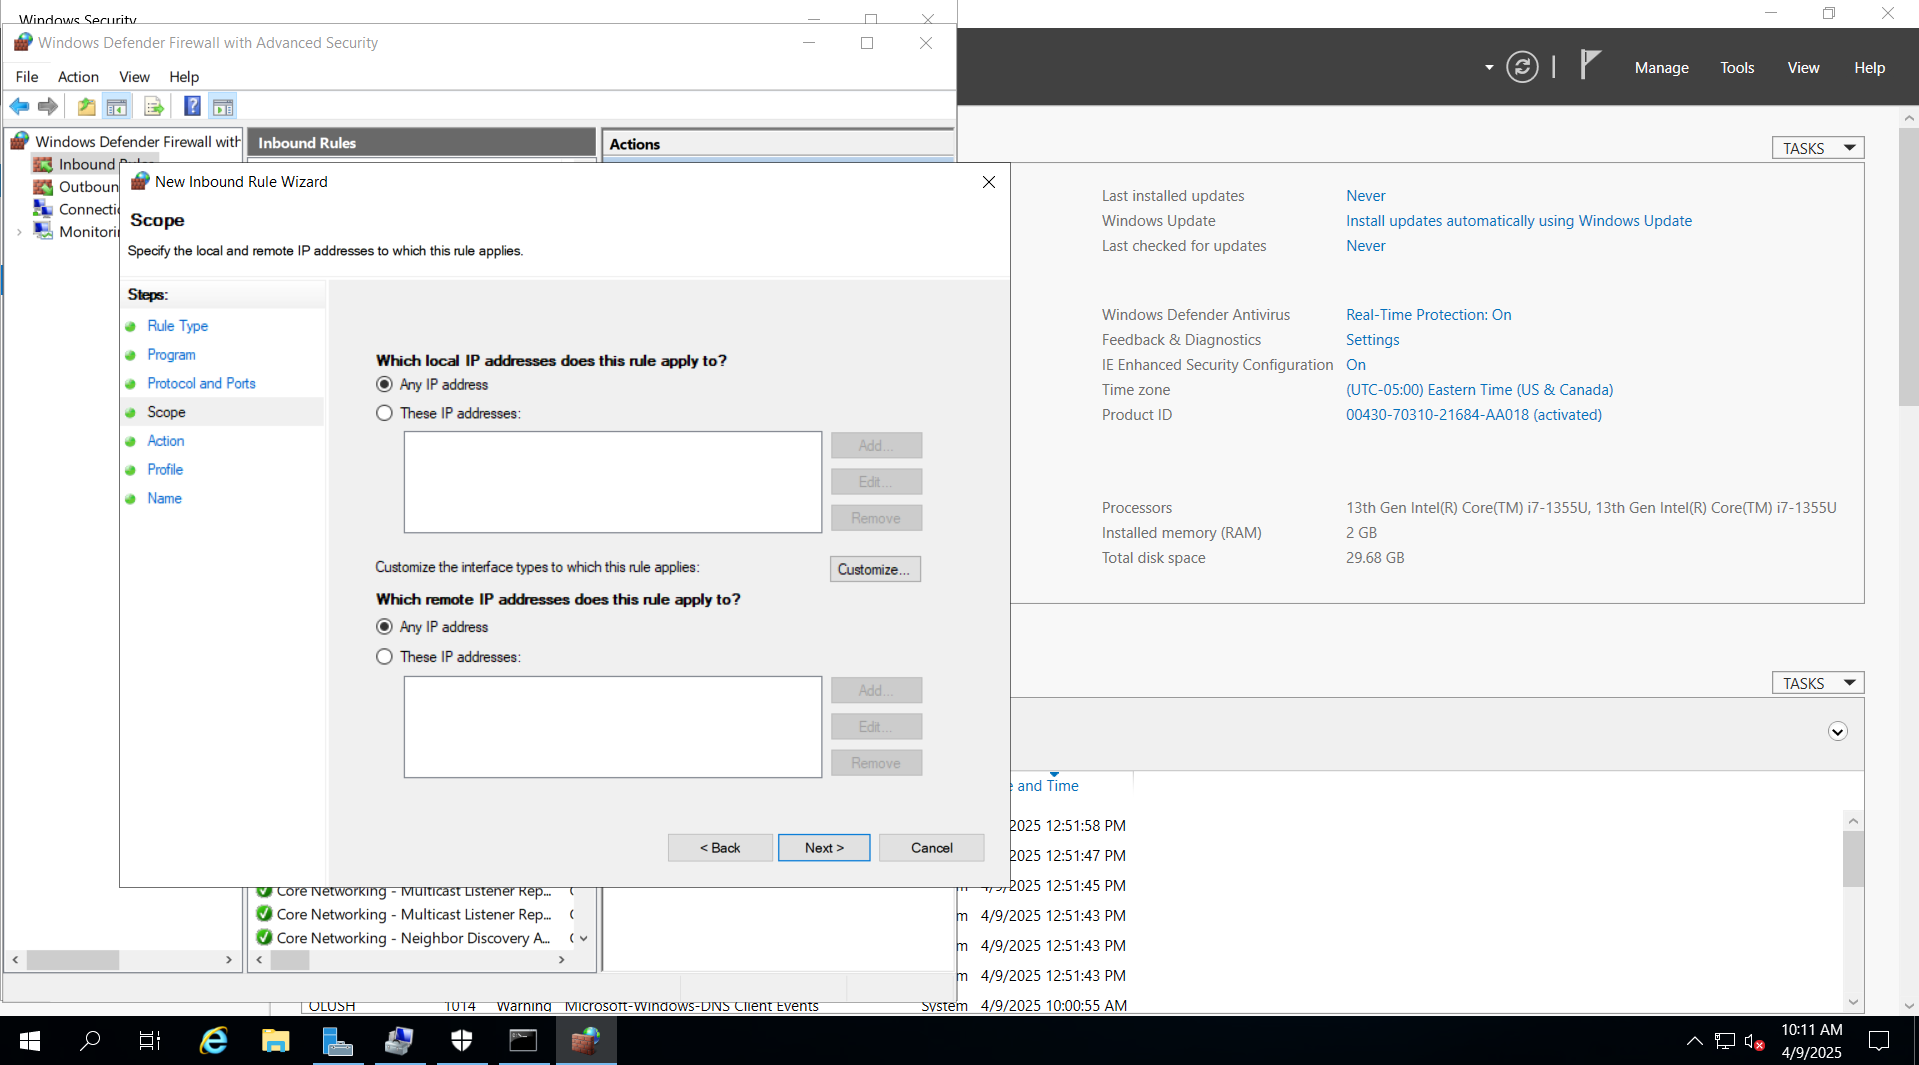 Windows Security
Windows Defender Firewall with Advanced Security
File Action View Help
Manage Tools View Help
Windows Defender Firewall with
Inbound Rules
Actions
Inbound Rules
Outboun
Connecti
Monitorin
New Inbound Rule Wizard
Scope
Specify the local and remote IP addresses to which this rule applies.
Steps:
Rule Type
Program
Protocol and Ports
Scope
Action
Profile
Name
Which local IP addresses does this rule apply to?
Any IP address
These IP addresses:
Add...
Edit...
Remove
Customize the interface types to which this rule applies:
Customize...
Which remote IP addresses does this rule apply to?
Any IP address
These IP addresses:
Add...
Edit...
Remove
< Back
Next >
Cancel
Core Networking - Multicast Listener Rep...
Core Networking - Multicast Listener Rep...
Core Networking - Neighbor Discovery A...
TASKS
Last installed updates Never
Windows Update Install updates automatically using Windows Update
Last checked for updates Never
Windows Defender Antivirus Real-Time Protection: On
Feedback & Diagnostics Settings
IE Enhanced Security Configuration On
Time zone (UTC-05:00) Eastern Time (US & Canada)
Product ID 00430-70310-21684-AA018 (activated)
Processors 13th Gen Intel(R) Core(TM) i7-1355U, 13th Gen Intel(R) Core(TM) i7-1355U
Installed memory (RAM) 2 GB
Total disk space 29.68 GB
TASKS
e and Time
2025 12:51:58 PM
2025 12:51:47 PM
m 4/9/2025 12:51:45 PM
m 4/9/2025 12:51:43 PM
m 4/9/2025 12:51:43 PM
m 4/9/2025 12:51:43 PM
OLUSH 1014 Warning Microsoft-Windows-DNS Client Events System 4/9/2025 10:00:55 AM
10:11 AM
4/9/2025